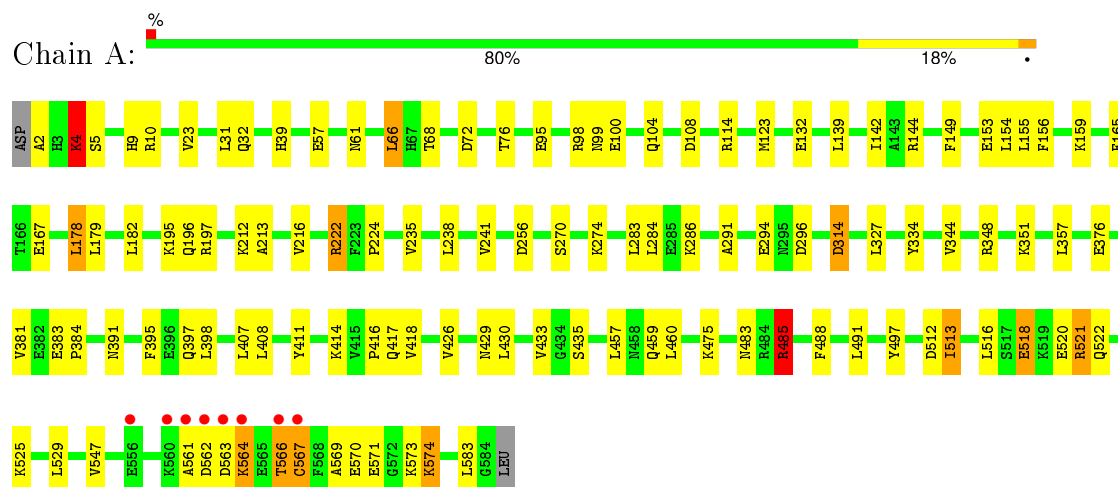 %
Chain A:
80% 18% •
ASP A2 H3 K4 S5 H9 R10 V23 L31 Q32 H39 E57 N61 L66 H67 T68 D72 T76 E95 R98 N99 E100 Q104 D108 R114 M123 E132 L139 I142 A143 R144 F149 E153 L154 L155 F156 K159
T166 E167 L178 L179 L182 K195 Q196 R197 K212 A213 V216 R222 F223 P224 V235 L238 V241 D256 S270 K274 L283 L284 E285 K286 A291 E294 N295 D296 D314 L327 Y334 V344 R348 K351 L357 E376
V381 E382 E383 P384 N391 F395 E396 Q397 L398 L407 L408 Y411 K414 V415 P416 Q417 V418 V426 N429 L430 V433 G434 S435 L457 N458 Q459 L460 K475 N483 R484 R485 F488 L491 Y497 D512 I513 L516 S517 E518 K519 E520 R521 Q522
K525 L529 V547 E556 K560 A561 D562 D563 K564 E565 T566 C567 F568 A569 E570 E571 G572 K573 K574 L583 G584 LEU